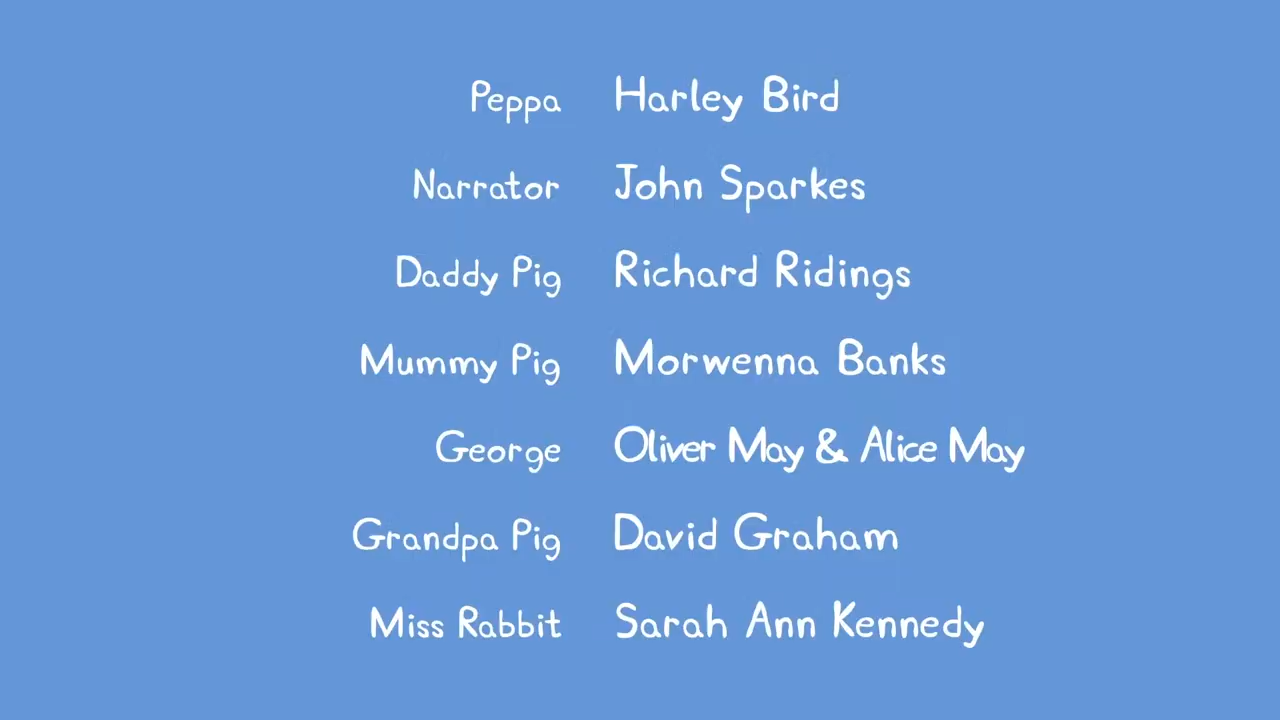 Peppa Harley Bird
Narrator John Sparkes
Daddy Pig Richard Ridings
Mummy Pig Morwenna Banks
George Oliver May & Alice May
Grandpa Pig David Graham
Miss Rabbit Sarah Ann Kennedy